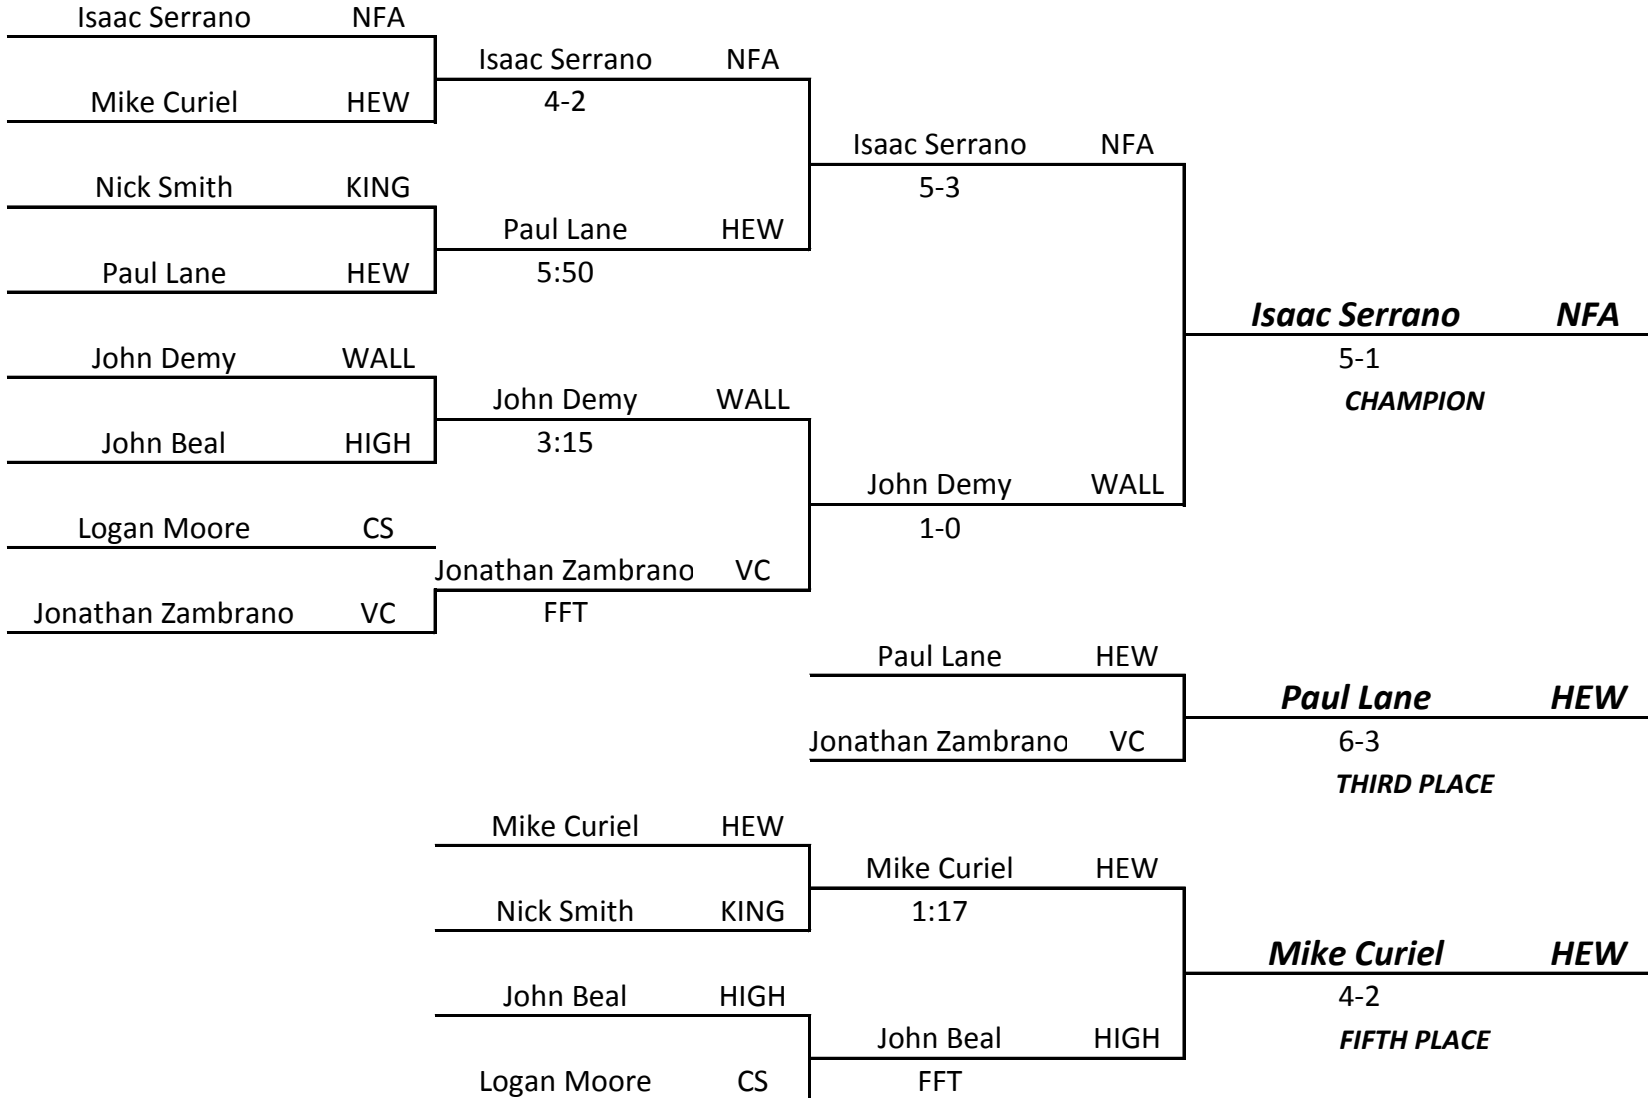 Isaac Serrano NFA
Isaac Serrano NFA
Mike Curiel HEW 4-2
Isaac Serrano NFA
Nick Smith KING 5-3
Paul Lane HEW
Paul Lane HEW 5:50
Isaac Serrano NFA
John Demy WALL 5-1
John Demy WALL CHAMPION
John Beal HIGH 3:15
John Demy WALL
Logan Moore CS 1-0
Jonathan Zambrano VC
Jonathan Zambrano VC FFT
Paul Lane HEW
Paul Lane HEW
Jonathan Zambrano VC 6-3
THIRD PLACE
Mike Curiel HEW
Mike Curiel HEW
Nick Smith KING 1:17
Mike Curiel HEW
John Beal HIGH 4-2
John Beal HIGH FIFTH PLACE
Logan Moore CS FFT